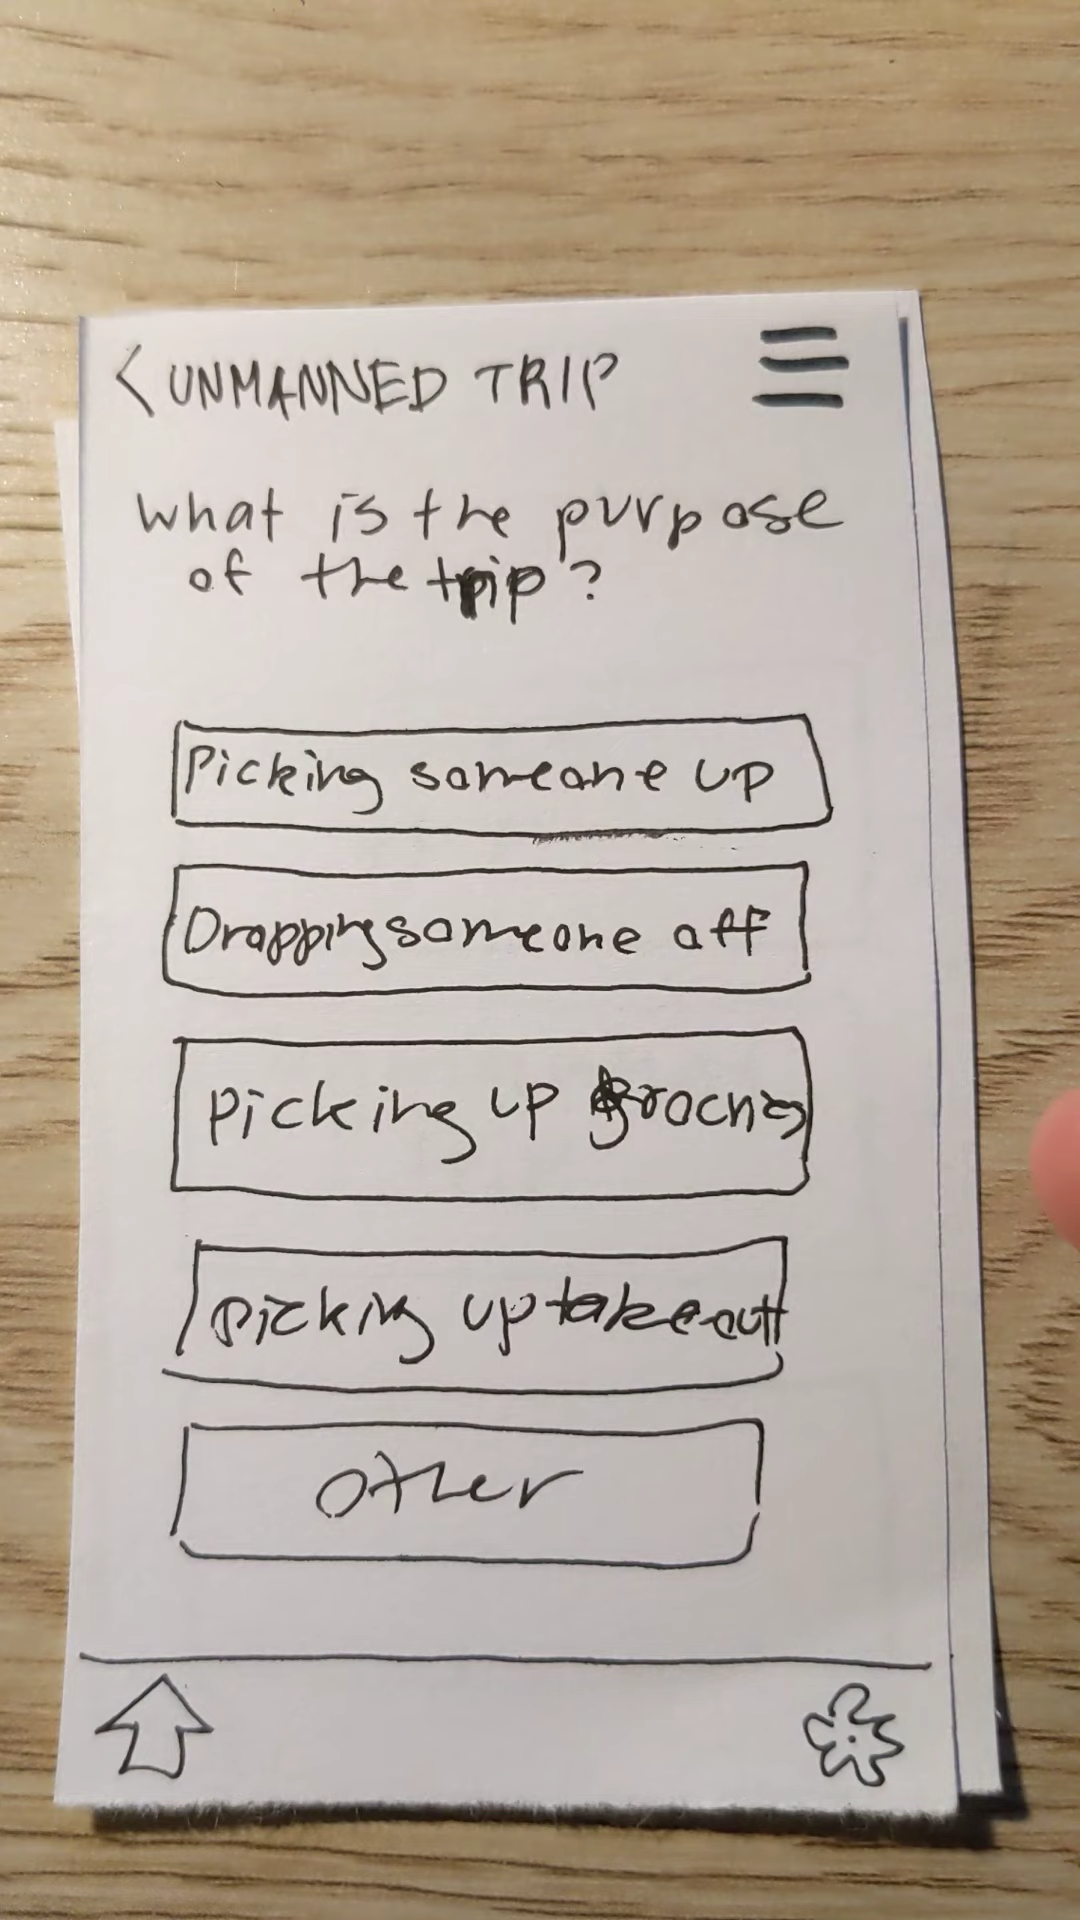 < UNMANNED TRIP
what is the purpose
of the trip?
Picking someone up
Dropping someone off
picking up groceries
picking up takeout
other